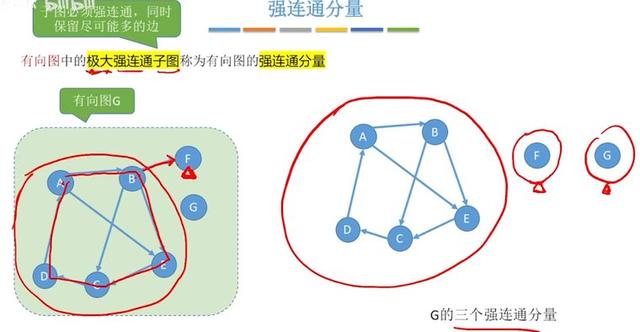 bilibili
强连通分量
子图必须强连通，同时
保留尽可能多的边
有向图中的极大强连通子图称为有向图的强连通分量
有向图G
A
B
F
G
D
C
E
A
B
E
D
C
F
G
G的三个强连通分量